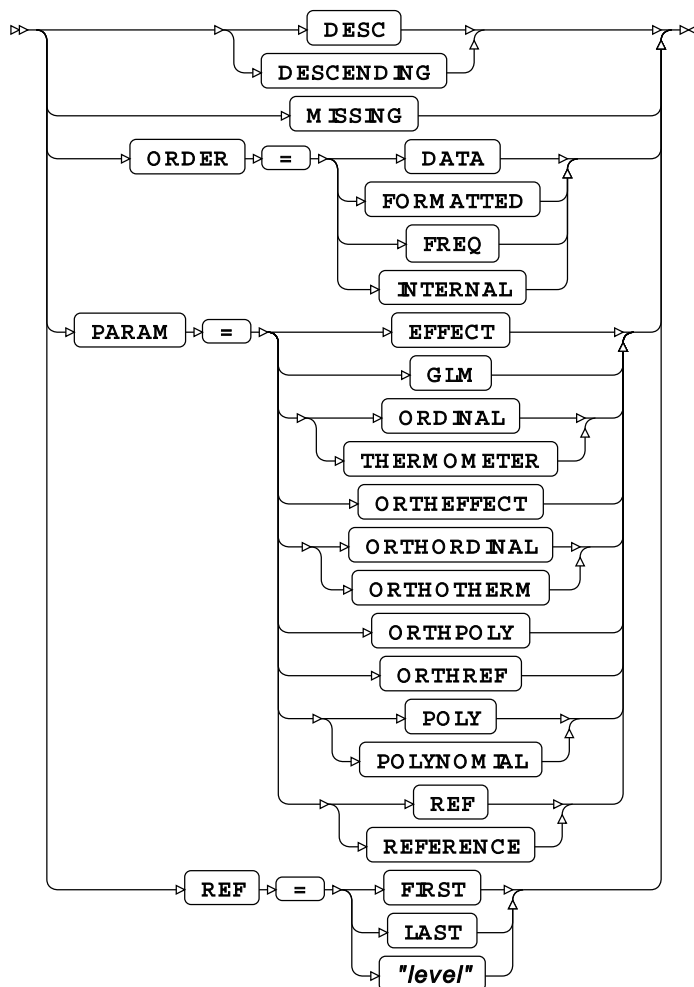 DESC
DESCENDING
MISSING
ORDER = DATA
FORMATTED
FREQ
INTERNAL
PARAM = EFFECT
GLM
ORDINAL
THERMOMETER
ORTHEFFECT
ORTHORDINAL
ORTHOTHERM
ORTHPOLY
ORTHREF
POLY
POLYNOMIAL
REF
REFERENCE
REF = FIRST
LAST
"level"